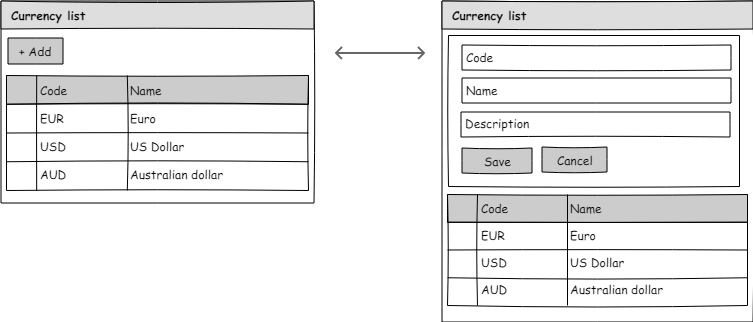 Currency list
+ Add
Code Name
EUR Euro
USD US Dollar
AUD Australian dollar
Currency list
Code
Name
Description
Save Cancel
Code Name
EUR Euro
USD US Dollar
AUD Australian dollar